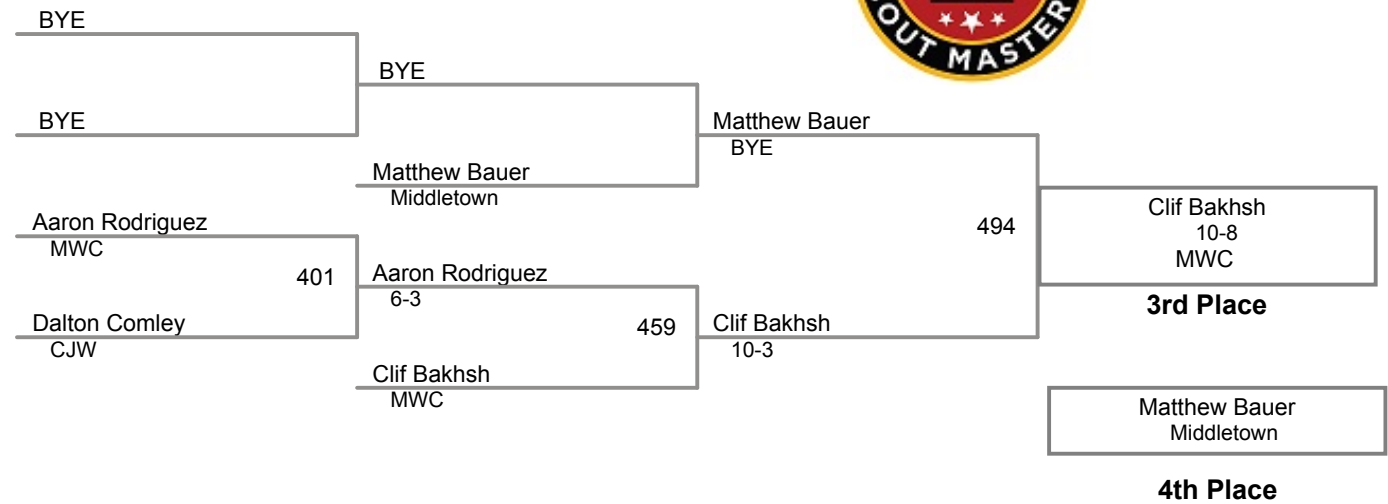 BYE
BYE
BYE
Matthew Bauer
Middletown
Matthew Bauer
BYE
Aaron Rodriguez
MWC
401
Dalton Comley
CJW
Aaron Rodriguez
6-3
459
Clif Bakhsh
MWC
Clif Bakhsh
10-3
494
Clif Bakhsh
10-8
MWC
3rd Place
Matthew Bauer
Middletown
4th Place
OUT MASTER